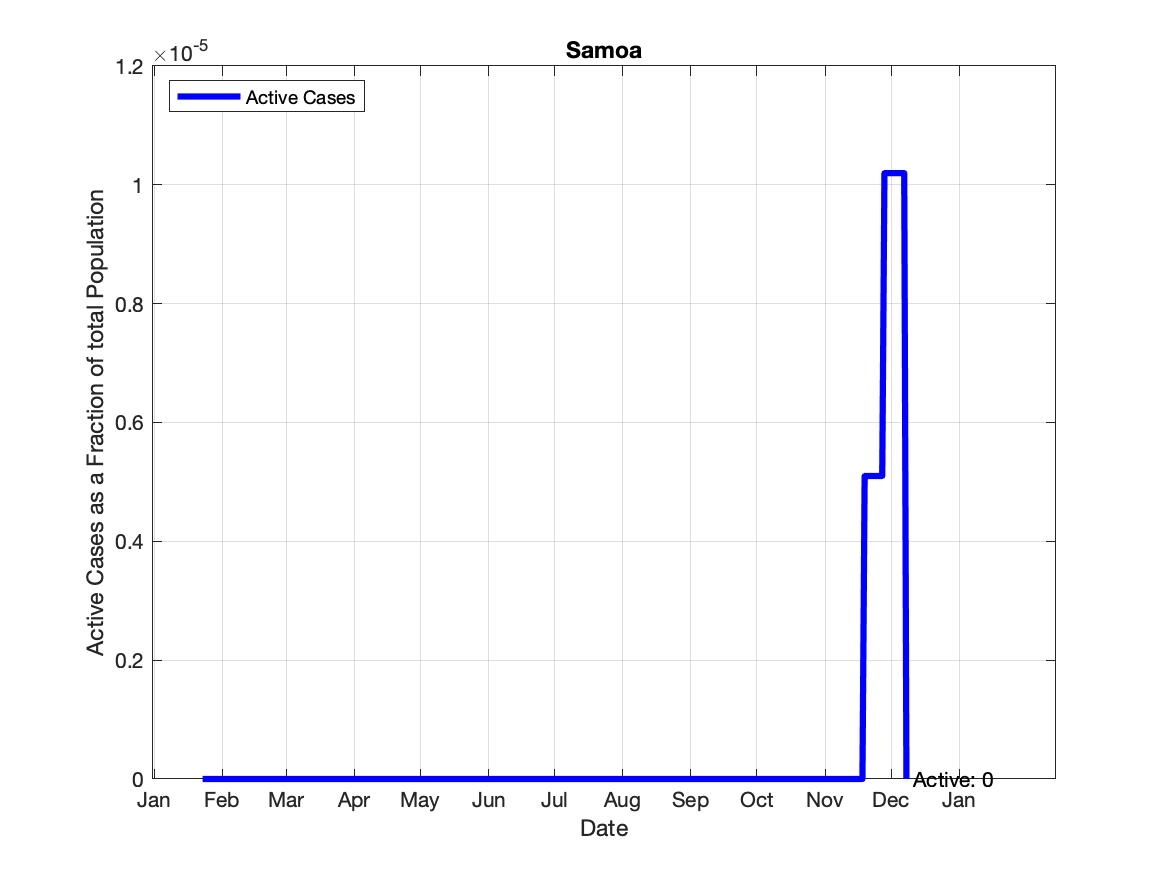 Samoa
×10-5
Active Cases
1.2
1
0.8
0.6
0.4
0.2
0
Active Cases as a Fraction of total Population
Active: 0
Jan Feb Mar Apr May Jun Jul Aug Sep Oct Nov Dec Jan
Date